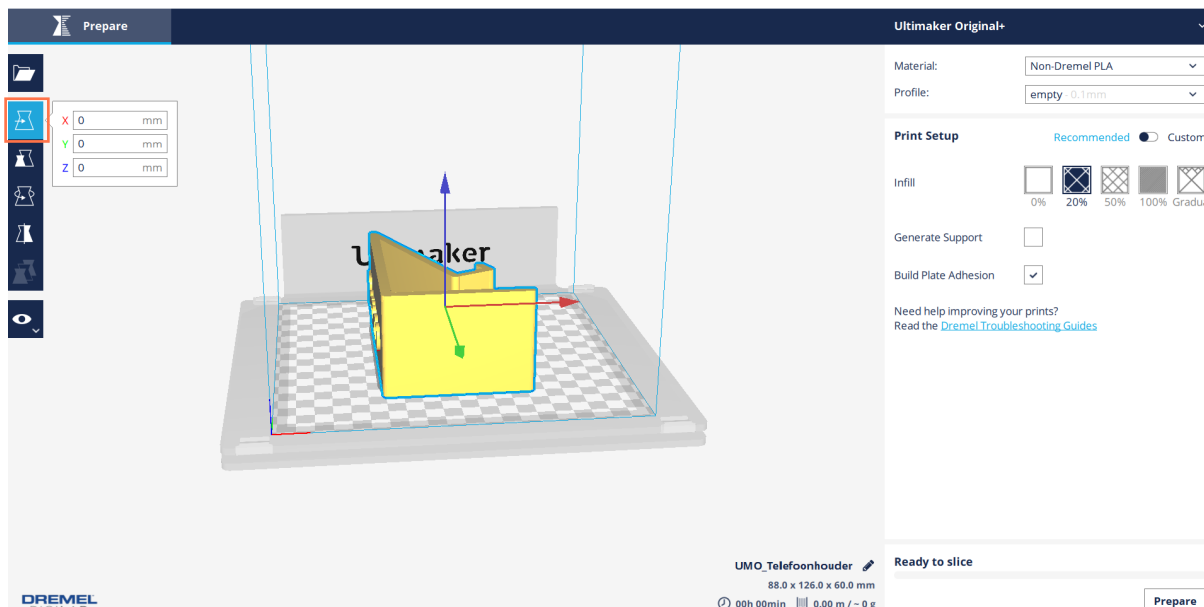 Prepare
Ultimaker Original+
X 0 mm
Y 0 mm
Z 0 mm
Material: Non-Dremel PLA
Profile: empty - 0.1mm
Print Setup Recommended Custom
Infill
0% 20% 50% 100%
Generate Support
Build Plate Adhesion
Need help improving your prints?
Read the Dremel Troubleshooting Guides
UMO_Telefoonhouder
88.0 x 126.0 x 60.0 mm
00h 00min 0.00 m / ~ 0 g
Ready to slice
Prepare
DREMEL